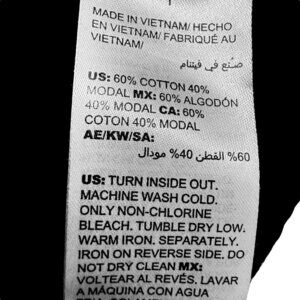 MADE IN VIETNAM/ HECHO
EN VIETNAM/ FABRIQUÉ AU
VIETNAM/
صنع في فيتنام
US: 60% COTTON 40%
MODAL MX: 60% ALGODÓN
40% MODAL CA: 60%
COTON 40% MODAL
AE/KW/SA:
60% القطن 40% مودال
US: TURN INSIDE OUT.
MACHINE WASH COLD.
ONLY NON-CHLORINE
BLEACH. TUMBLE DRY LOW.
WARM IRON. SEPARATELY.
IRON ON REVERSE SIDE. DO
NOT DRY CLEAN MX:
VOLTEAR AL REVÉS. LAVAR
A MÁQUINA CON AGUA